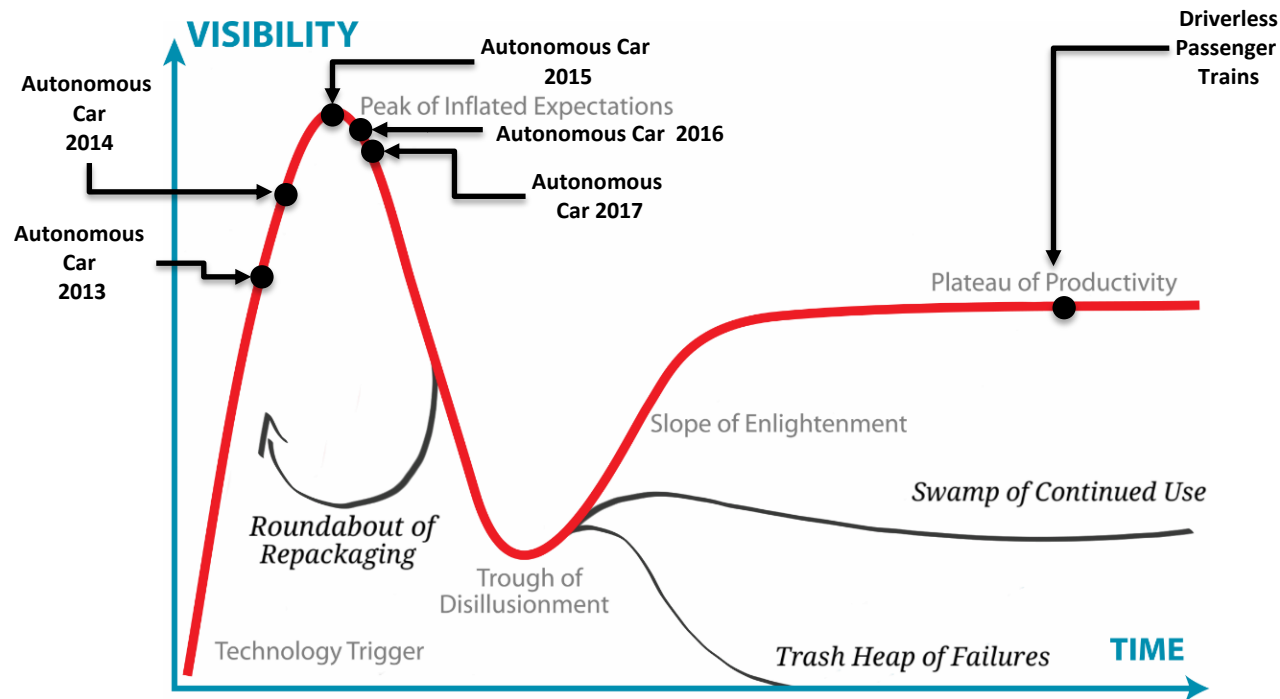 VISIBILITY
Autonomous Car
2015
Driverless
Passenger
Trains
Autonomous
Car
2014
Peak of Inflated Expectations
Autonomous Car  2016
Autonomous
Car 2017
Autonomous
Car
2013
Plateau of Productivity
Slope of Enlightenment
Swamp of Continued Use
Roundabout of
Repackaging
Trough of
Disillusionment
Technology Trigger
Trash Heap of Failures
TIME